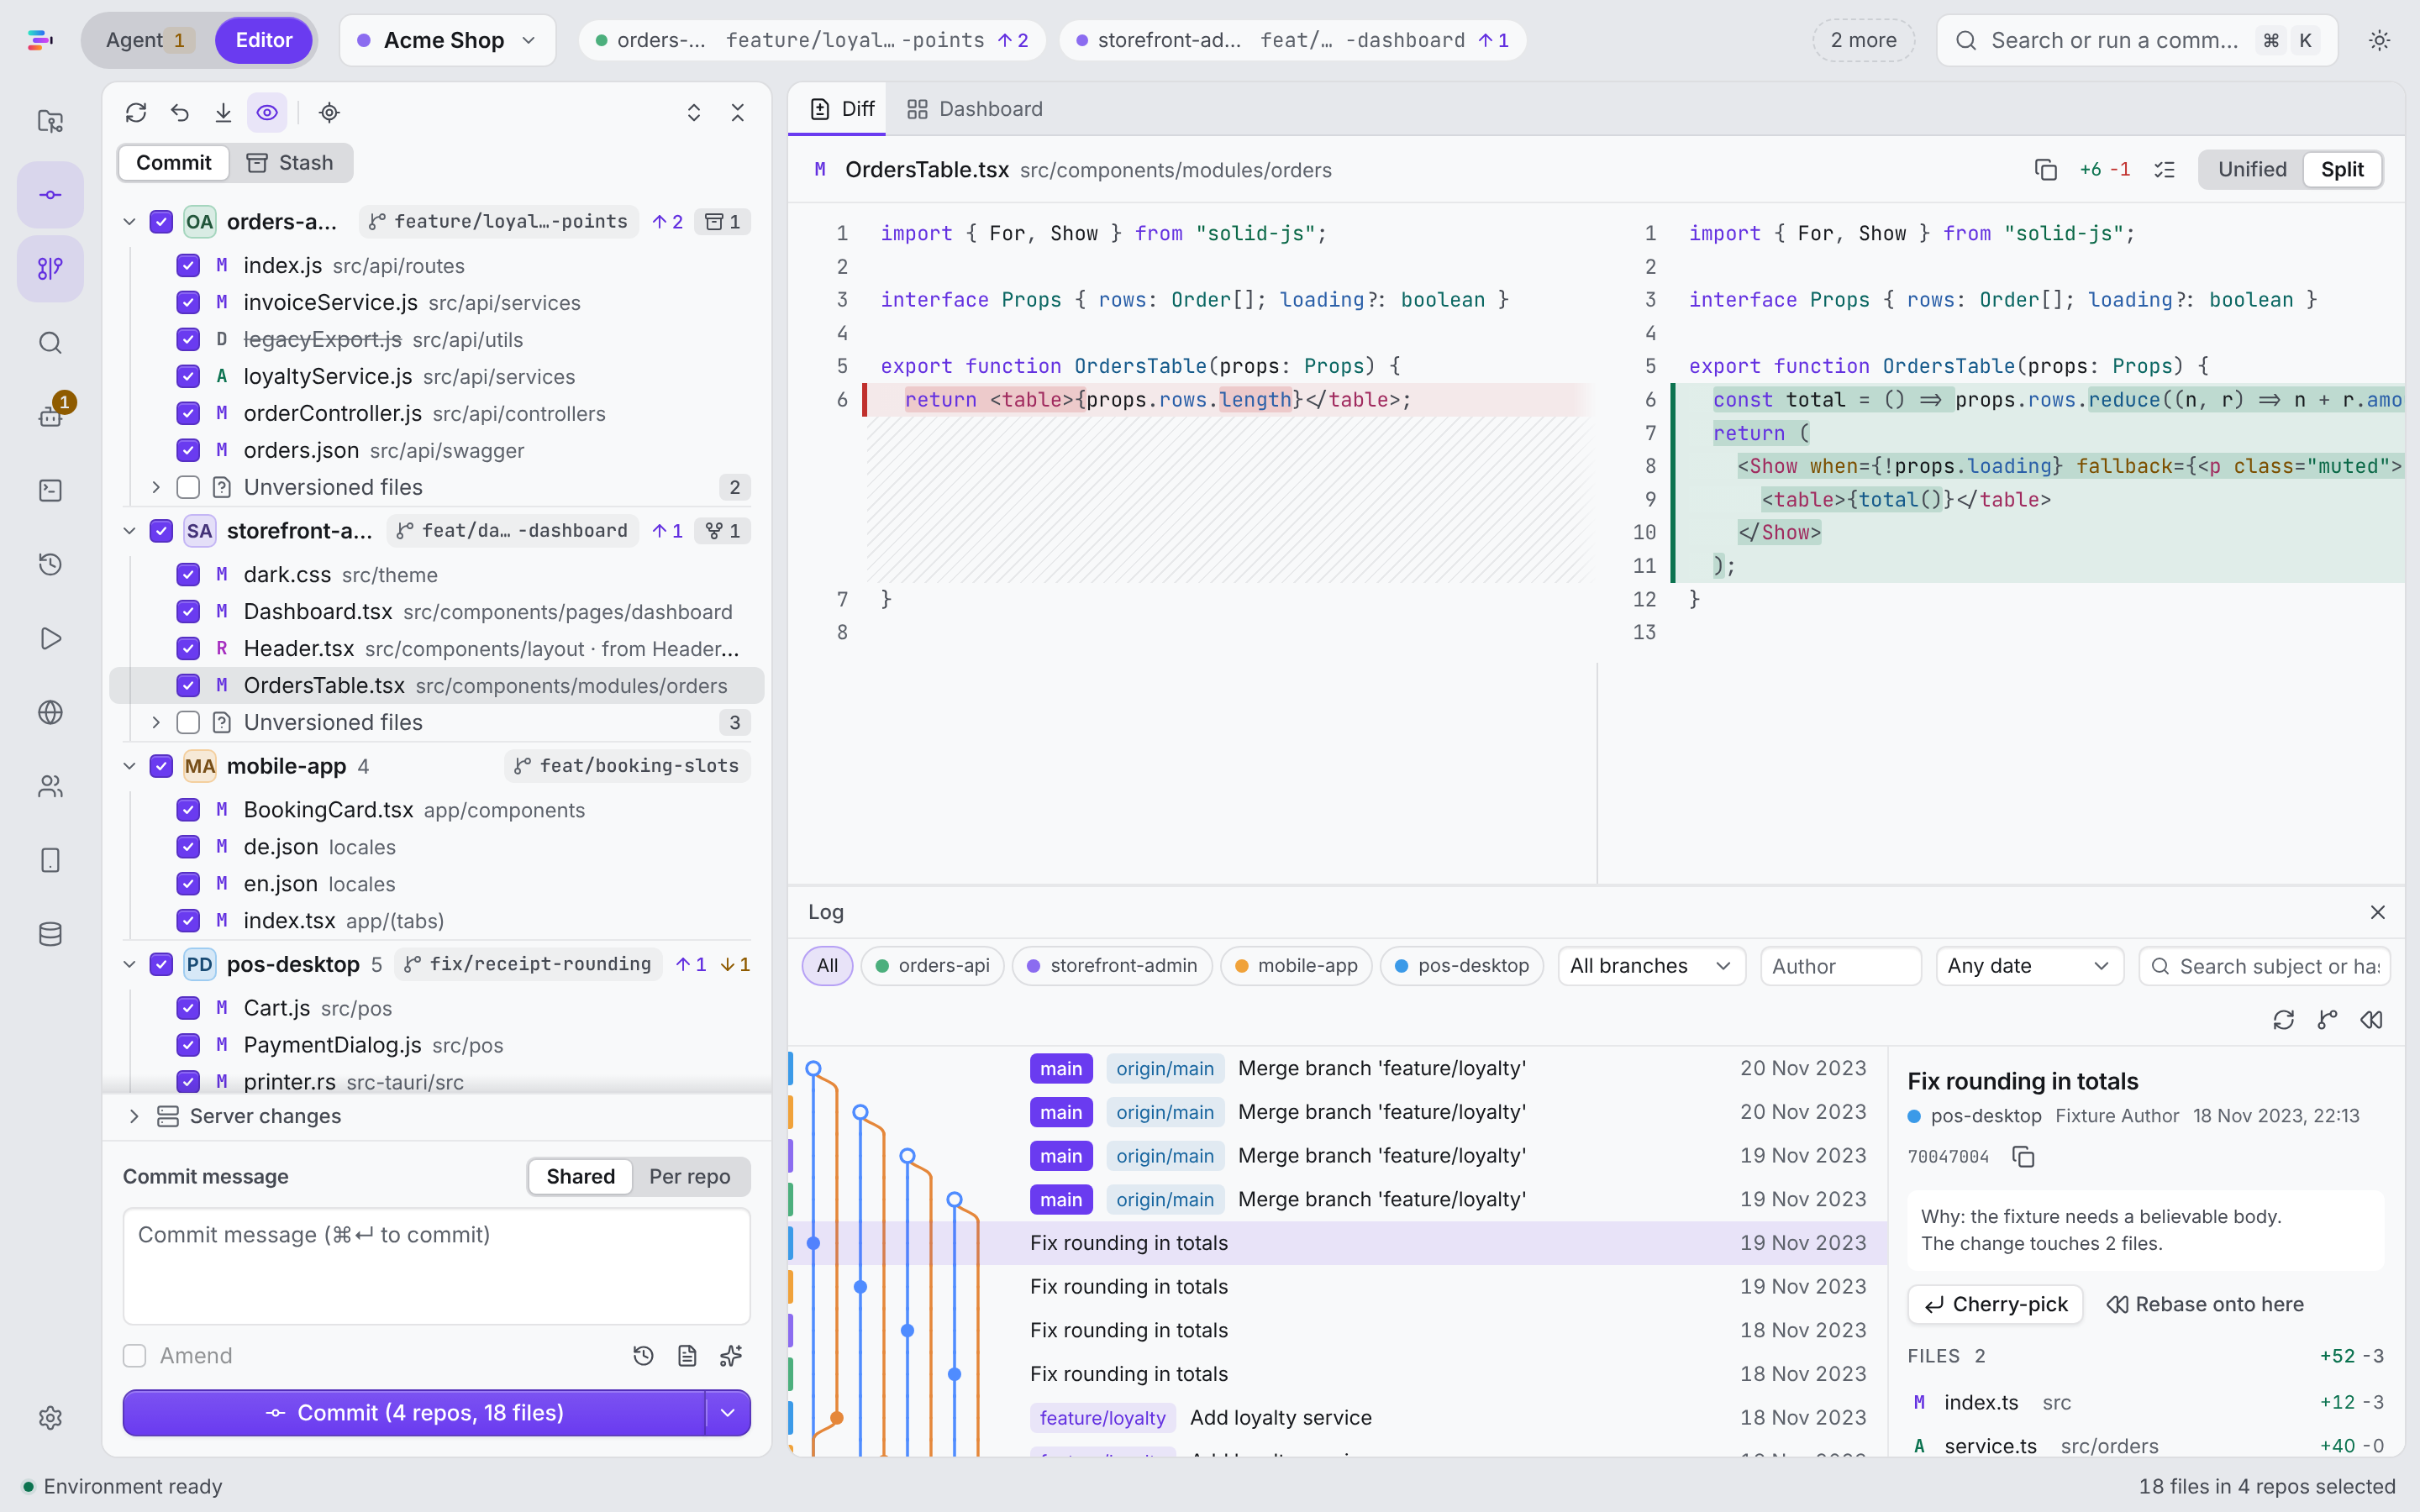 Agent 1 Editor Acme Shop orders-... feature/loyal…-points ↑2 storefront-ad... feat/… -dashboard ↑1 2 more Search or run a comm... ⌘ K
Commit Stash
OA orders-a... feature/loyal…-points ↑2 1
M index.js src/api/routes
M invoiceService.js src/api/services
D legacyExport.js src/api/utils
A loyaltyService.js src/api/services
M orderController.js src/api/controllers
M orders.json src/api/swagger
Unversioned files 2
SA storefront-a... feat/da… -dashboard ↑1 1
M dark.css src/theme
M Dashboard.tsx src/components/pages/dashboard
R Header.tsx src/components/layout · from Header...
M OrdersTable.tsx src/components/modules/orders
Unversioned files 3
MA mobile-app 4 feat/booking-slots
M BookingCard.tsx app/components
M de.json locales
M en.json locales
M index.tsx app/(tabs)
PD pos-desktop 5 fix/receipt-rounding ↑1 ↓1
M Cart.js src/pos
M PaymentDialog.js src/pos
M printer.rs src-tauri/src
Server changes
Commit message Shared Per repo
Commit message (⌘↵ to commit)
Amend
Commit (4 repos, 18 files)
Diff Dashboard
M OrdersTable.tsx src/components/modules/orders +6 -1 Unified Split
1 import { For, Show } from "solid-js";
2
3 interface Props { rows: Order[]; loading?: boolean }
4
5 export function OrdersTable(props: Props) {
6 return <table>{props.rows.length}</table>;
7 }
8
1 import { For, Show } from "solid-js";
2
3 interface Props { rows: Order[]; loading?: boolean }
4
5 export function OrdersTable(props: Props) {
6 const total = () => props.rows.reduce((n, r) => n + r.amo
7 return (
8 <Show when={!props.loading} fallback={<p class="muted">
9 <table>{total()}</table>
10 </Show>
11 );
12 }
13
Log
All orders-api storefront-admin mobile-app pos-desktop All branches Author Any date Search subject or has
main origin/main Merge branch 'feature/loyalty' 20 Nov 2023
main origin/main Merge branch 'feature/loyalty' 20 Nov 2023
main origin/main Merge branch 'feature/loyalty' 19 Nov 2023
main origin/main Merge branch 'feature/loyalty' 19 Nov 2023
Fix rounding in totals 19 Nov 2023
Fix rounding in totals 19 Nov 2023
Fix rounding in totals 18 Nov 2023
Fix rounding in totals 18 Nov 2023
feature/loyalty Add loyalty service 18 Nov 2023
Fix rounding in totals
pos-desktop Fixture Author 18 Nov 2023, 22:13
70047004
Why: the fixture needs a believable body.
The change touches 2 files.
Cherry-pick Rebase onto here
FILES 2 +52 -3
M index.ts src +12 -3
A service.ts src/orders +40 -0
Environment ready
18 files in 4 repos selected